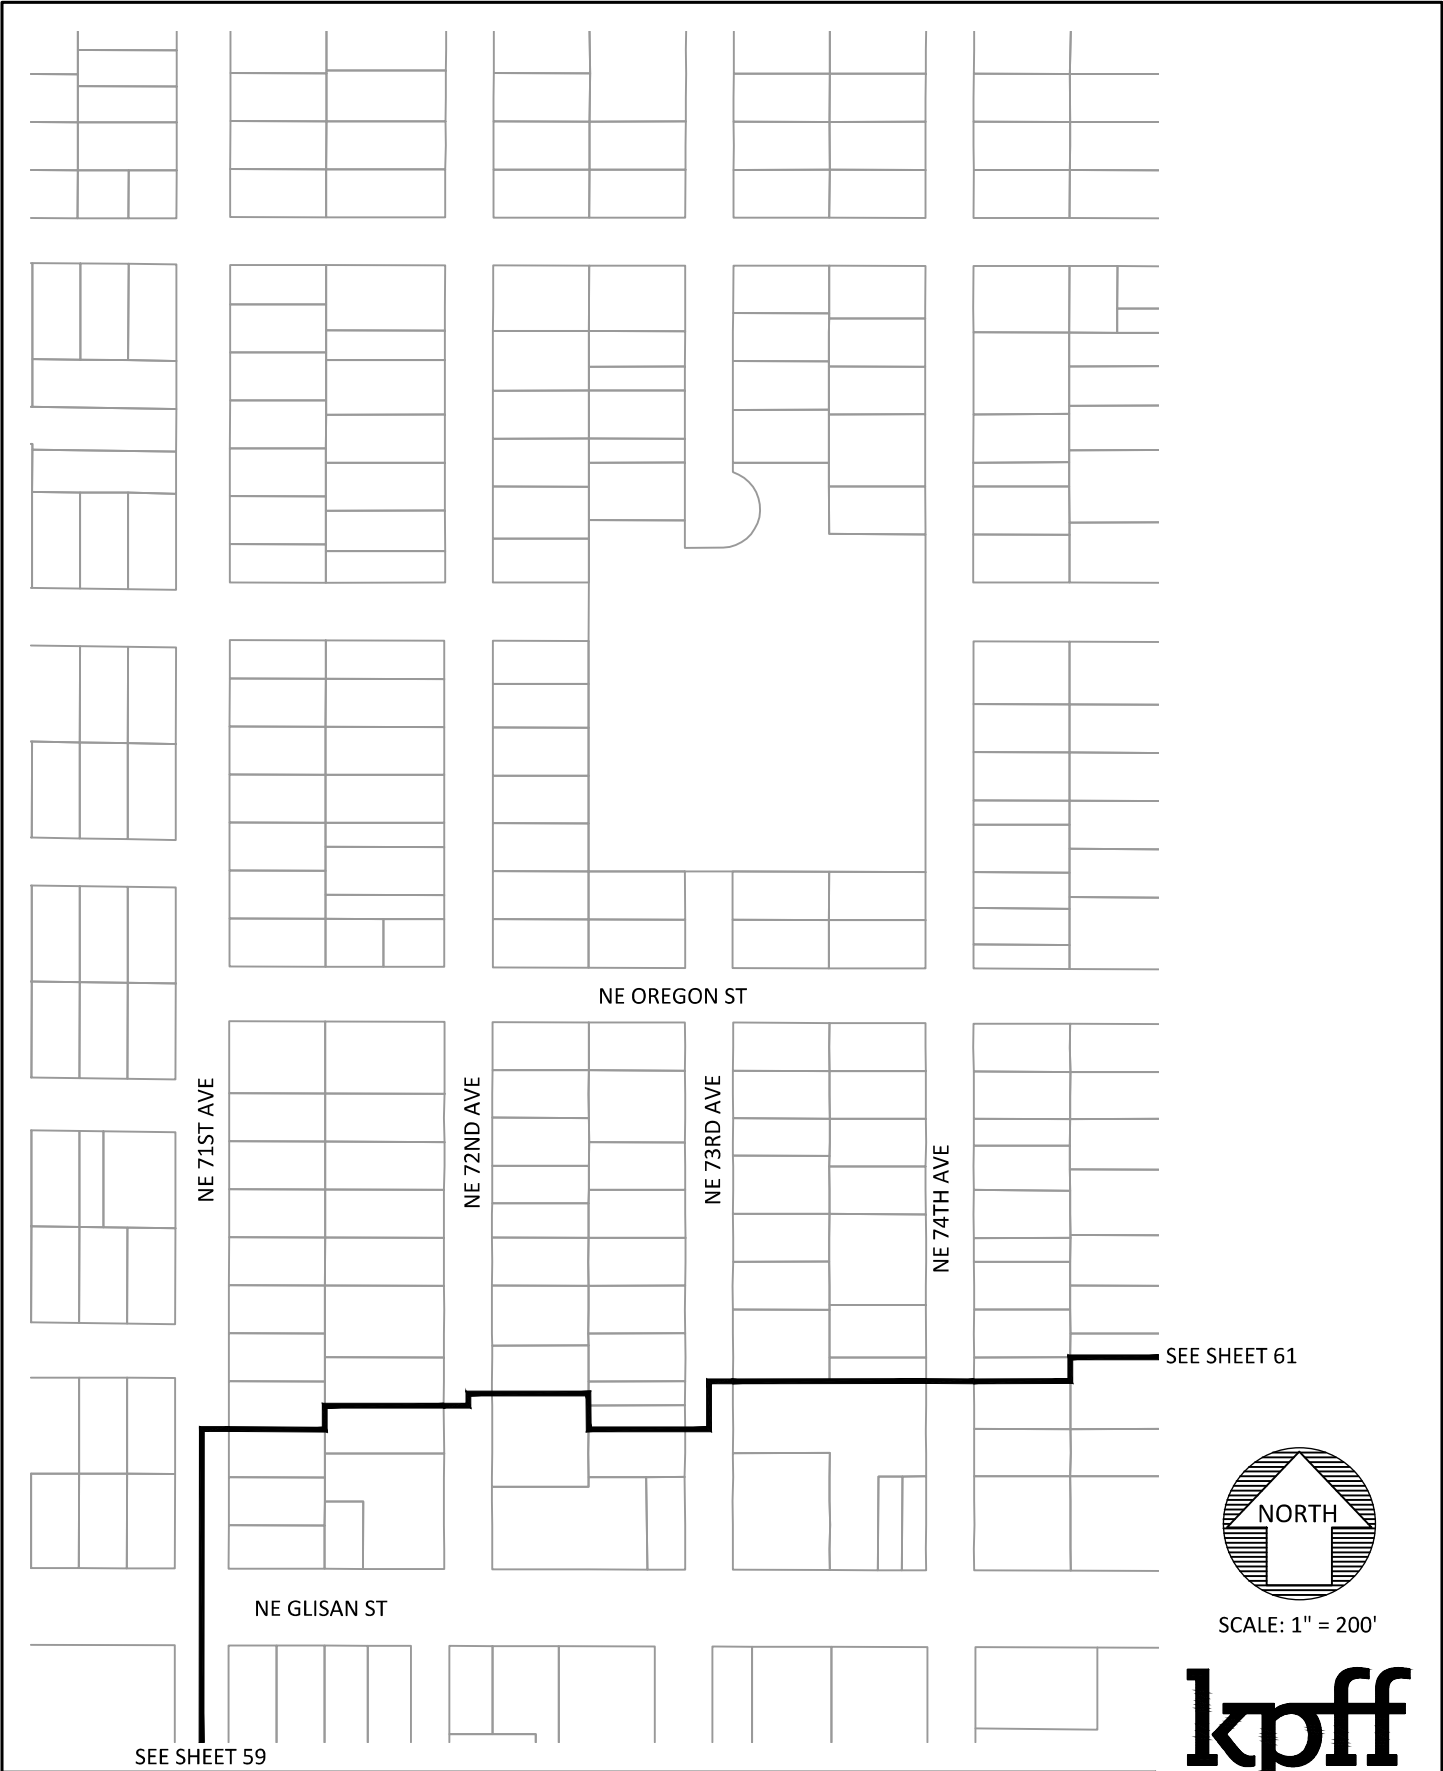 NE OREGON ST
NE 71ST AVE
NE 72ND AVE
NE 73RD AVE
NE 74TH AVE
SEE SHEET 61
NORTH
SCALE: 1" = 200'
NE GLISAN ST
SEE SHEET 59
kpff